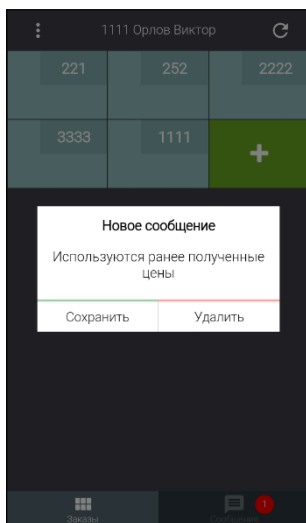 1111 Орлов Виктор
221 252 2222
3333 1111
Новое сообщение
Используются ранее полученные
цены
Сохранить Удалить
1
Заказы Сообщения